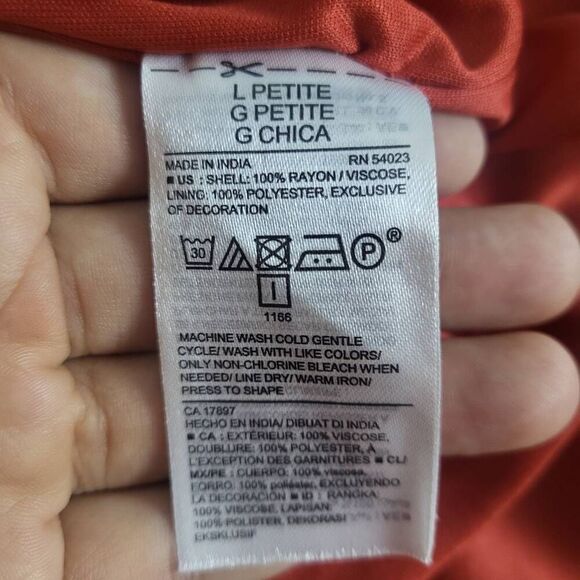 L PETITE
G PETITE
G CHICA
MADE IN INDIA RN 54023
■ US : SHELL: 100% RAYON / VISCOSE,
LINING: 100% POLYESTER, EXCLUSIVE
OF DECORATION
30 P®
1166
MACHINE WASH COLD GENTLE
CYCLE/ WASH WITH LIKE COLORS/
ONLY NON-CHLORINE BLEACH WHEN
NEEDED/ LINE DRY/ WARM IRON/
PRESS TO SHAPE
CA 17897
HECHO EN INDIA/ DIBUAT DI INDIA
■ CA : EXTÉRIEUR: 100% VISCOSE,
DOUBLURE: 100% POLYESTER, À
L'EXCEPTION DES GARNITURES ■ CL/
MX/PE : CUERPO: 100% viscosa,
FORRO: 100% poliéster, EXCLUYENDO
LA DECORACIÓN ■ ID : RANGKA:
100% VISCOSE, LAPISAN:
100% POLISTER, DEKORASI
EKSKLUSIF